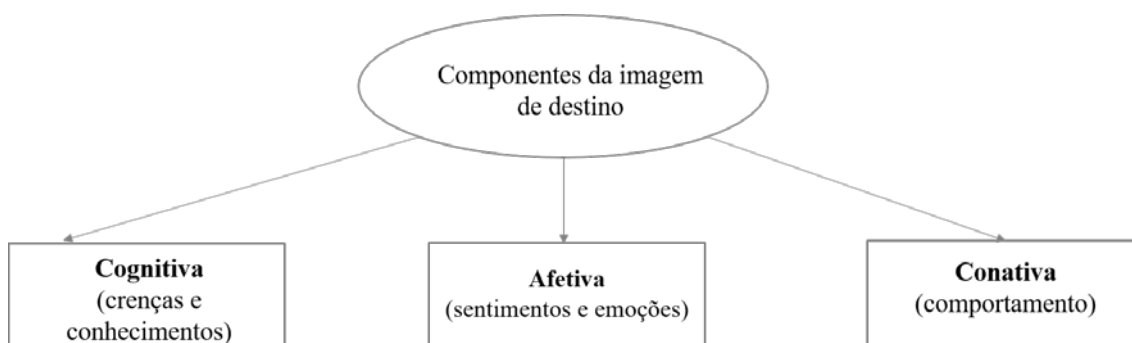 Componentes da imagem
de destino
Cognitiva
(crenças e
conhecimentos)
Afetiva
(sentimentos e emoções)
Conativa
(comportamento)